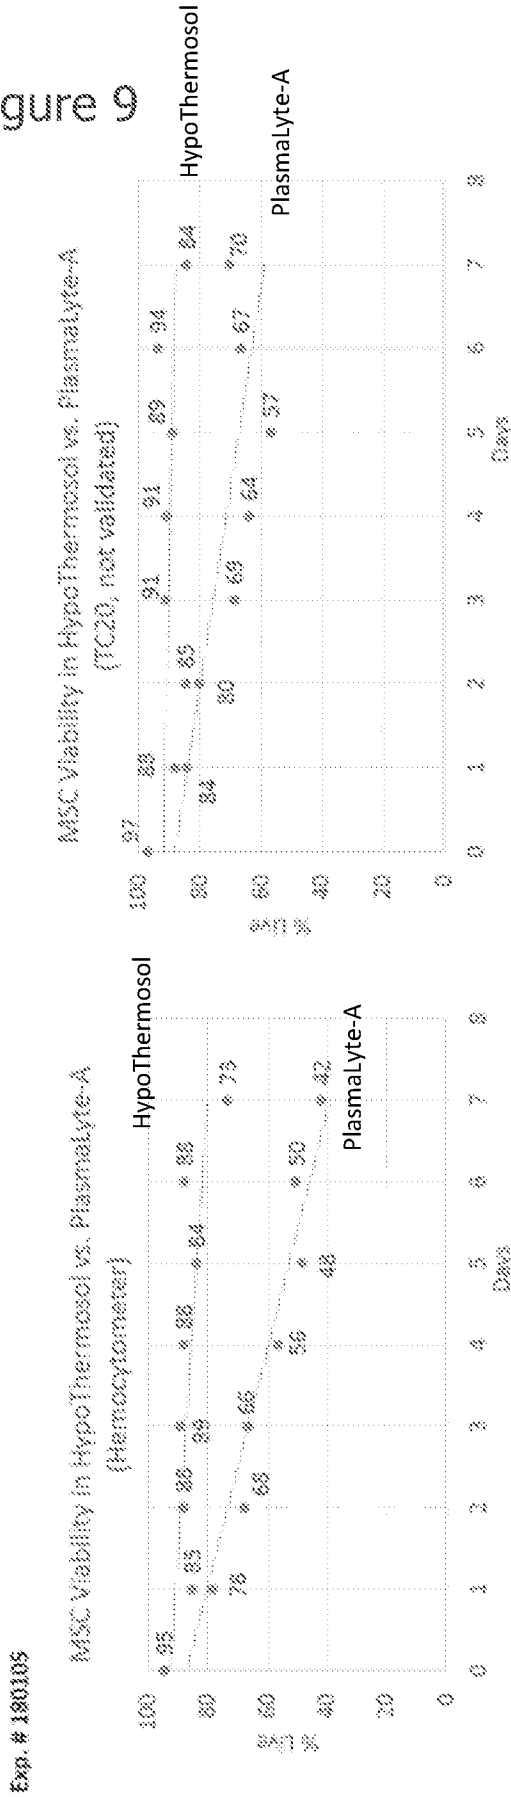 gure 9
Exp. # 180105
MSC Viability in HypoThermosol vs. PlasmaLyte-A
(Hemocytometer)
HypoThermosol
PlasmaLyte-A
% Live
100
80
60
40
20
0
95 85 88 89 88 84 88 73
78 68 66 56 48 50 42
0 1 2 3 4 5 6 7 8
Days
MSC Viability in HypoThermosol vs. PlasmaLyte-A
(TC20, not validated)
HypoThermosol
PlasmaLyte-A
% Live
100
80
60
40
20
0
97 88 85 91 91 89 94 84
84 80 69 64 57 67 70
0 1 2 3 4 5 6 7 8
Days